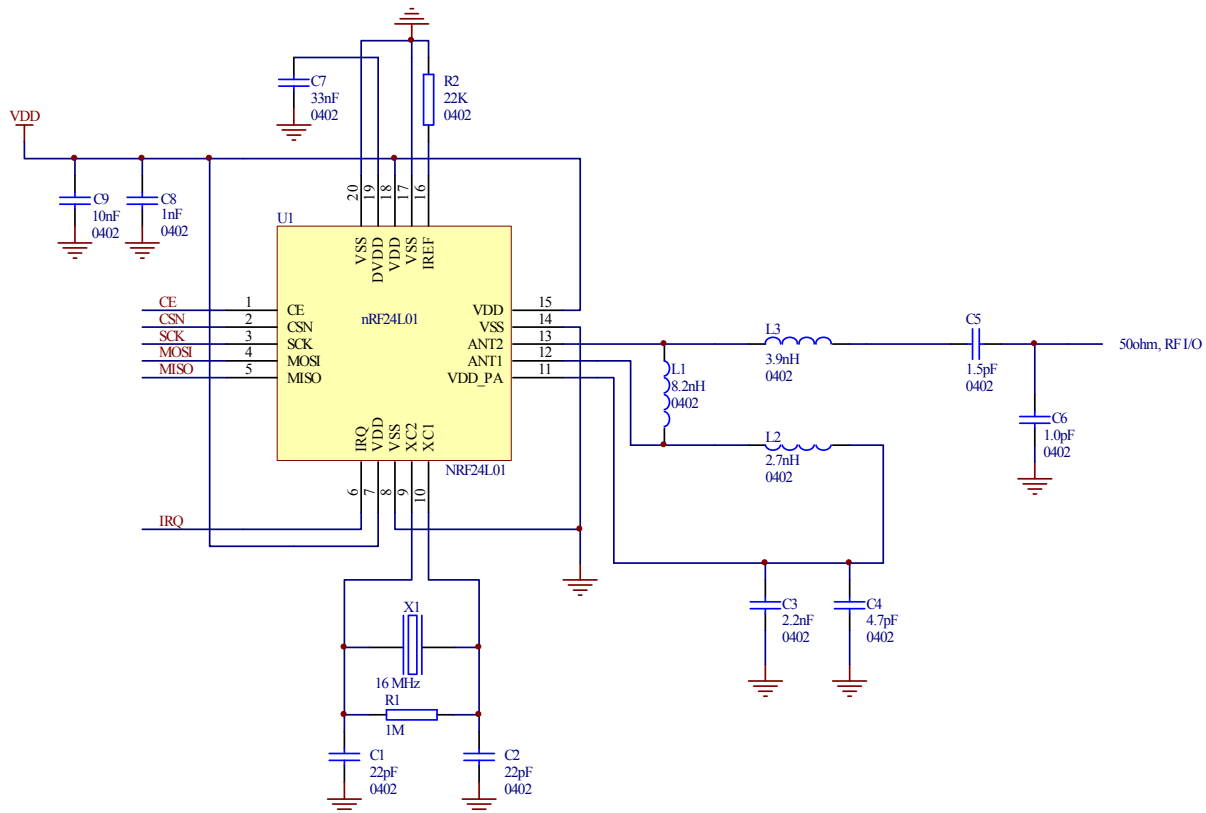 C7
33nF
0402
R2
22K
0402
VDD
C9
10nF
0402
C8
1nF
0402
20
19
18
17
16
U1
VSS
DVDD
VDD
VSS
IREF
nRF24L01
CE
1
CE
CSN
2
CSN
SCK
3
SCK
MOSI
4
MOSI
MISO
5
MISO
VDD
15
VSS
14
ANT2
13
ANT1
12
VDD_PA
11
L3
3.9nH
0402
C5
1.5pF
0402
50ohm, RF I/O
L1
8.2nH
0402
C6
1.0pF
0402
L2
2.7nH
0402
IRQ
VDD
VSS
XC2
XC1
NRF24L01
6
7
8
9
10
IRQ
C3
2.2nF
0402
C4
4.7pF
0402
X1
16 MHz
R1
1M
C1
22pF
0402
C2
22pF
0402